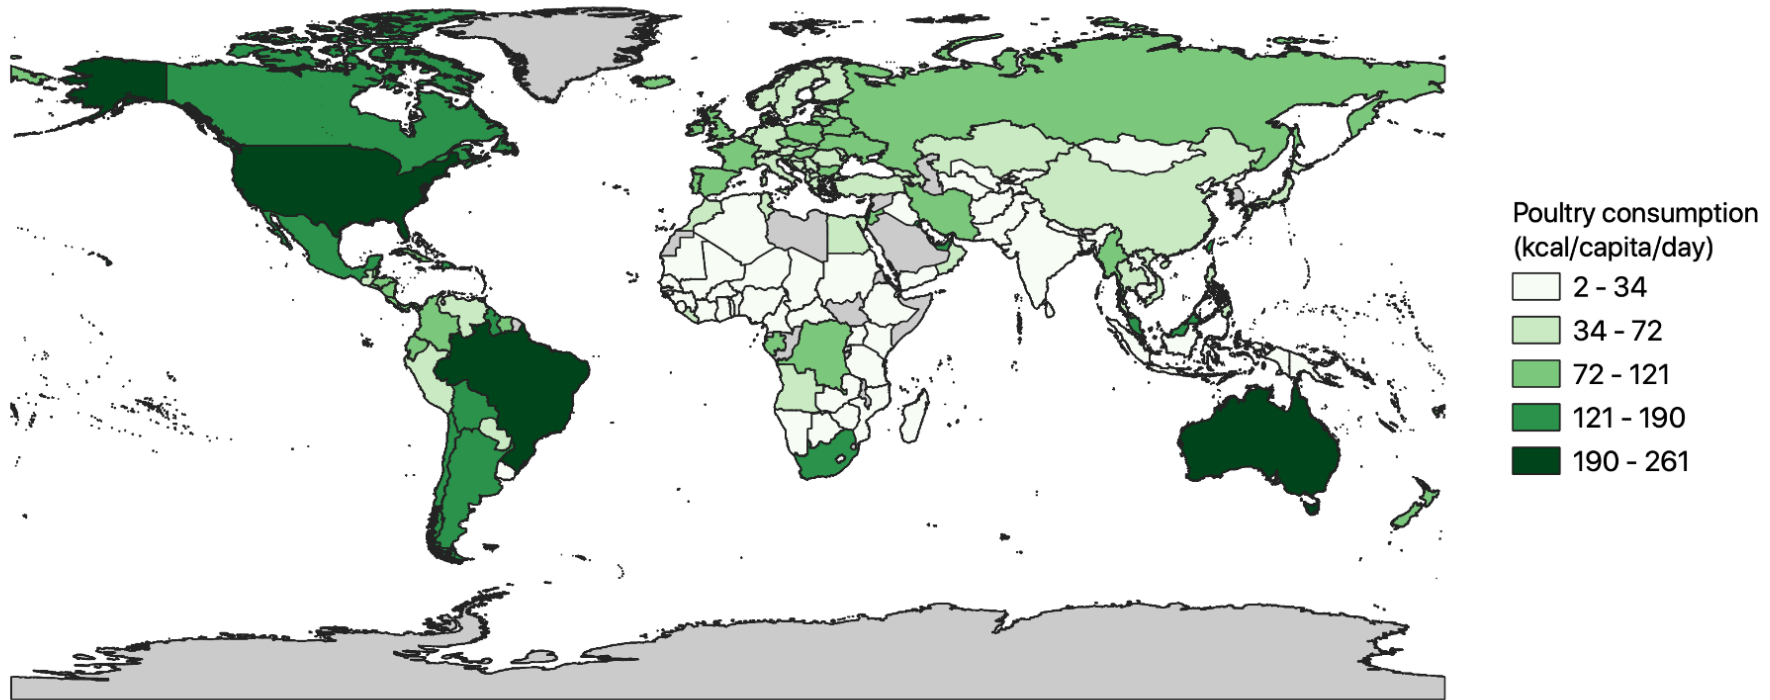 Poultry consumption
(kcal/capita/day)
2 - 34
34 - 72
72 - 121
121 - 190
190 - 261